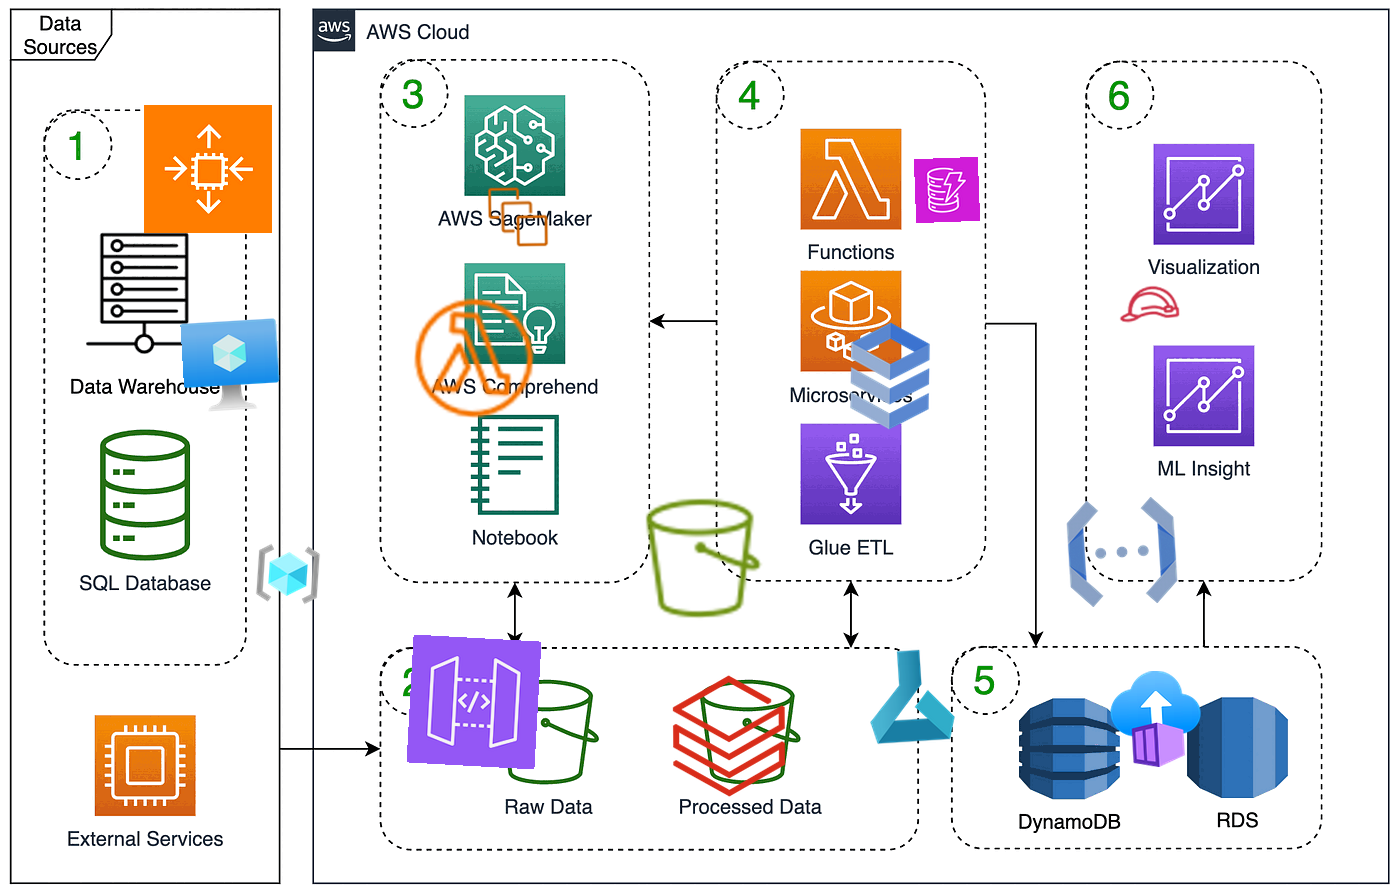 Data
Sources
aws
AWS Cloud
1
Data Warehouse
SQL Database
External Services
3
AWS SageMaker
AWS Comprehend
Notebook
4
Functions
Microservices
Glue ETL
6
Visualization
ML Insight
2
</>
Raw Data
Processed Data
5
DynamoDB
RDS